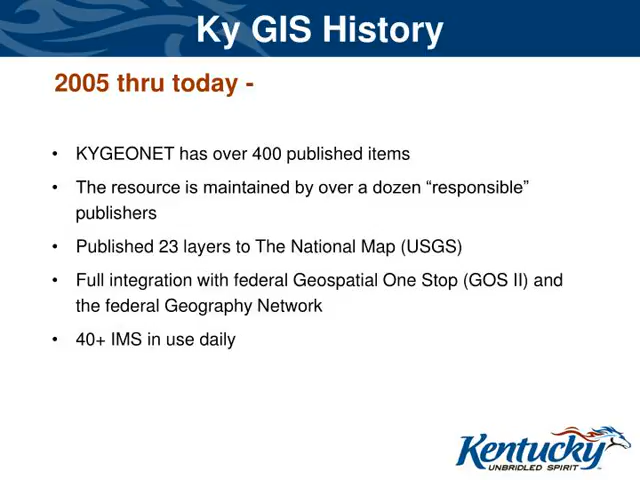 Ky GIS History
2005 thru today -
• KYGEONET has over 400 published items
• The resource is maintained by over a dozen “responsible”
publishers
• Published 23 layers to The National Map (USGS)
• Full integration with federal Geospatial One Stop (GOS II) and
the federal Geography Network
• 40+ IMS in use daily
Kentucky
UNBRIDLED SPIRIT